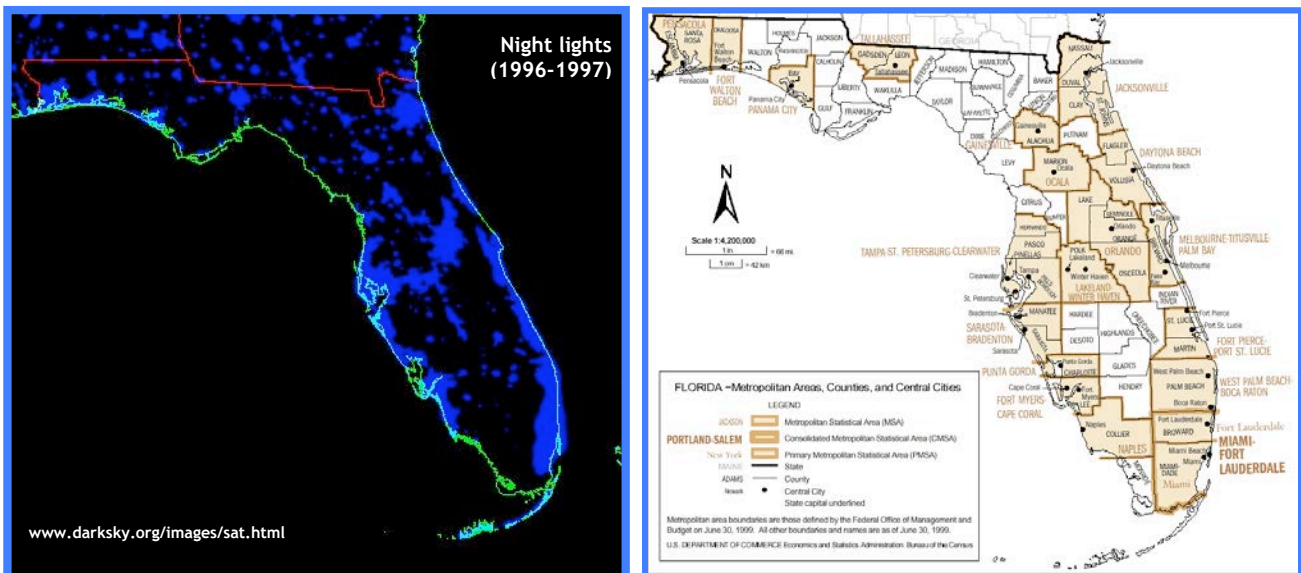 Night lights
(1996-1997)
www.darksky.org/images/sat.html
PENSACOLA
SANTA
ROSA
OKALOOSA
ESCAMBIA
Fort
Walton
Beach
WALTON
HOLMES
WASHINGTON
JACKSON
BAY
CALHOUN
GULF
LIBERTY
FRANKLIN
TALLAHASSEE
GADSDEN
LEON
Tallahassee
WAKULLA
JEFFERSON
MADISON
TAYLOR
HAMILTON
SUWANNEE
LAFAYETTE
DIXIE
COLUMBIA
BAKER
GEORGIA
NASSAU
DUVAL
Jacksonville
JACKSONVILLE
CLAY
Pensacola
FORT
WALTON
BEACH
Panama City
PANAMA CITY
Gainesville
ALACHUA
GAINESVILLE
PUTNAM
FLAGLER
DAYTONA BEACH
Daytona Beach
VOLUSIA
LEVY
MARION
Ocala
OCALA
CITRUS
SUMTER
LAKE
HERNANDO
SEMINOLE
Orlando
ORANGE
ORLANDO
OSCEOLA
Titusville
BREVARD
Palm
Bay
MELBOURNE-TITUSVILLE-
PALM BAY
Melbourne
N
Scale 1:4,200,000
1 in.
= 66 mi.
1 cm
= 42 km
TAMPA-ST. PETERSBURG-CLEARWATER
PASCO
PINELLAS
Clearwater
Tampa
St. Petersburg
POLK
Lakeland
Winter Haven
LAKELAND-
WINTER HAVEN
INDIAN
RIVER
Bradenton
MANATEE
HARDEE
HIGHLANDS
OKEECHOBEE
ST. LUCIE
Fort Pierce
Port St. Lucie
SARASOTA-
BRADENTON
Sarasota
SARASOTA
DESOTO
MARTIN
FORT PIERCE-
PORT ST. LUCIE
PUNTA GORDA
Punta Gorda
CHARLOTTE
GLADES
Cape Coral
FORT MYERS-
CAPE CORAL
Fort
Myers
LEE
HENDRY
West Palm Beach
PALM BEACH
Boca Raton
WEST PALM BEACH-
BOCA RATON
Naples
COLLIER
NAPLES
MONROE
Fort Lauderdale
BROWARD
Fort Lauderdale
Miami Beach
MIAMI-
DADE
Miami
Miami
MIAMI-
FORT
LAUDERDALE
FLORIDA - Metropolitan Areas, Counties, and Central Cities
LEGEND
JACKSON Metropolitan Statistical Area (MSA)
PORTLAND-SALEM Consolidated Metropolitan Statistical Area (CMSA)
New York Primary Metropolitan Statistical Area (PMSA)
MAINE State
ADAMS County
Newark Central City
State capital underlined
Metropolitan area boundaries are those defined by the Federal Office of Management and
Budget on June 30, 1999. All other boundaries and names are as of June 30, 1999.
U.S. DEPARTMENT OF COMMERCE Economics and Statistics Administration Bureau of the Census